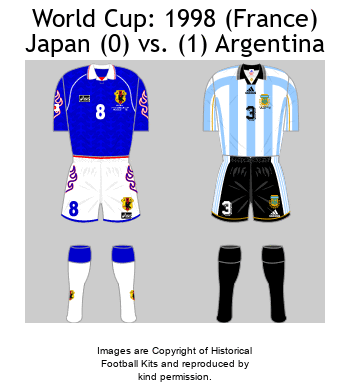 World Cup: 1998 (France)
Japan (0) vs. (1) Argentina
8
3
8
3
Images are Copyright of Historical
Football Kits and reproduced by
kind permission.